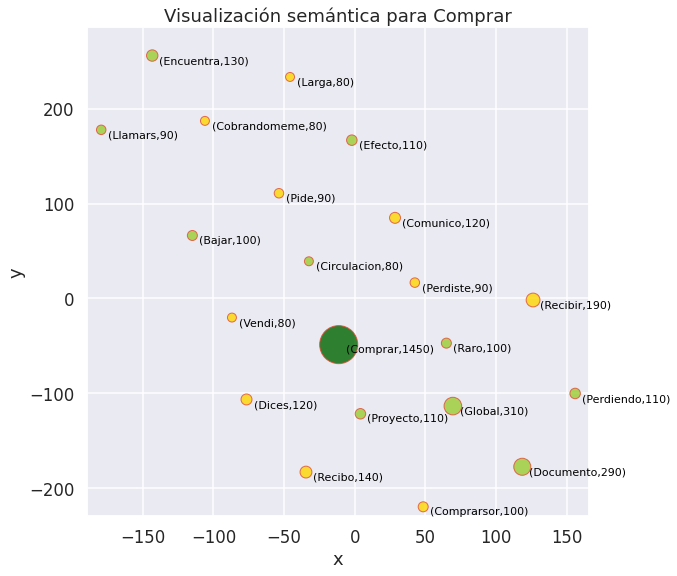 Visualización semántica para Comprar
y
200
100
0
−100
−200
(Encuentra,130)
(Larga,80)
(Llamars,90)
(Cobrandomeme,80)
(Efecto,110)
(Pide,90)
(Comunico,120)
(Bajar,100)
(Circulacion,80)
(Perdiste,90)
(Recibir,190)
(Vendi,80)
(Comprar,1450)
(Raro,100)
(Perdiendo,110)
(Dices,120)
(Proyecto,110)
(Global,310)
(Recibo,140)
(Documento,290)
(Comprarsor,100)
−150 −100 −50 0 50 100 150
x